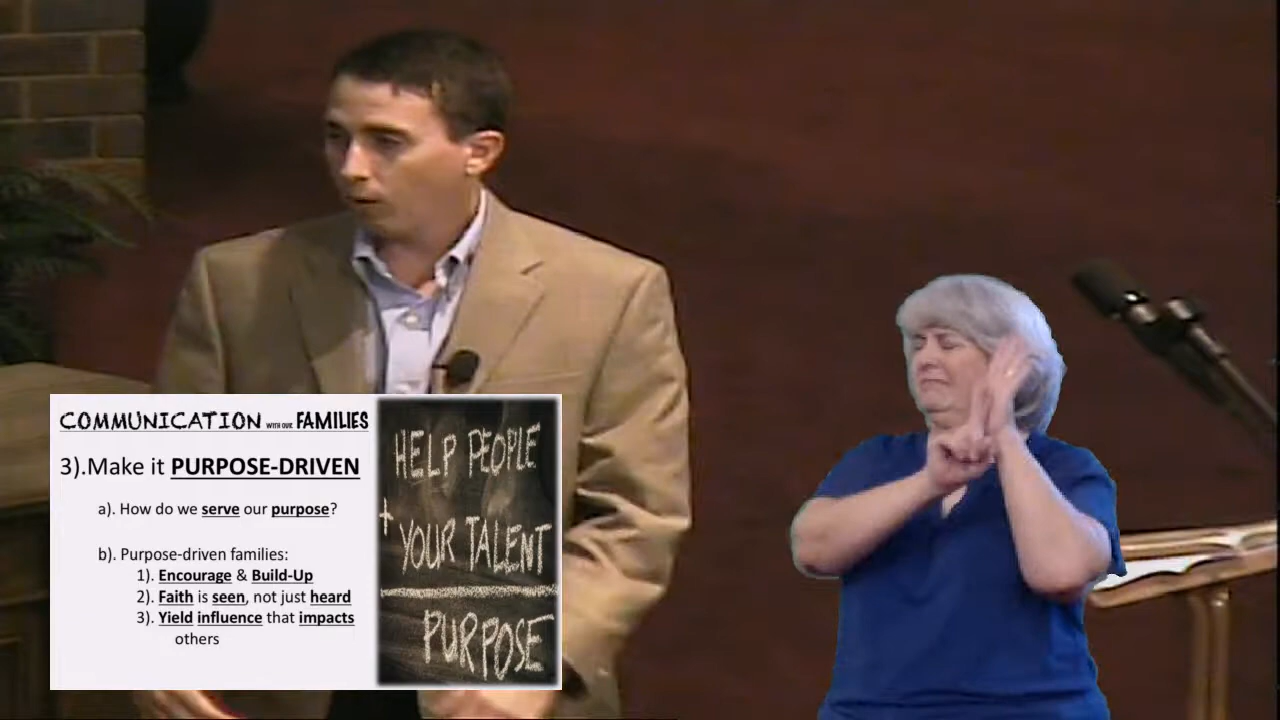 COMMUNICATION WITH OUR FAMILIES
3).Make it PURPOSE-DRIVEN
a). How do we serve our purpose?
b). Purpose-driven families:
1). Encourage & Build-Up
2). Faith is seen, not just heard
3). Yield influence that impacts
others
HELP PEOPLE
+ YOUR TALENT
PURPOSE